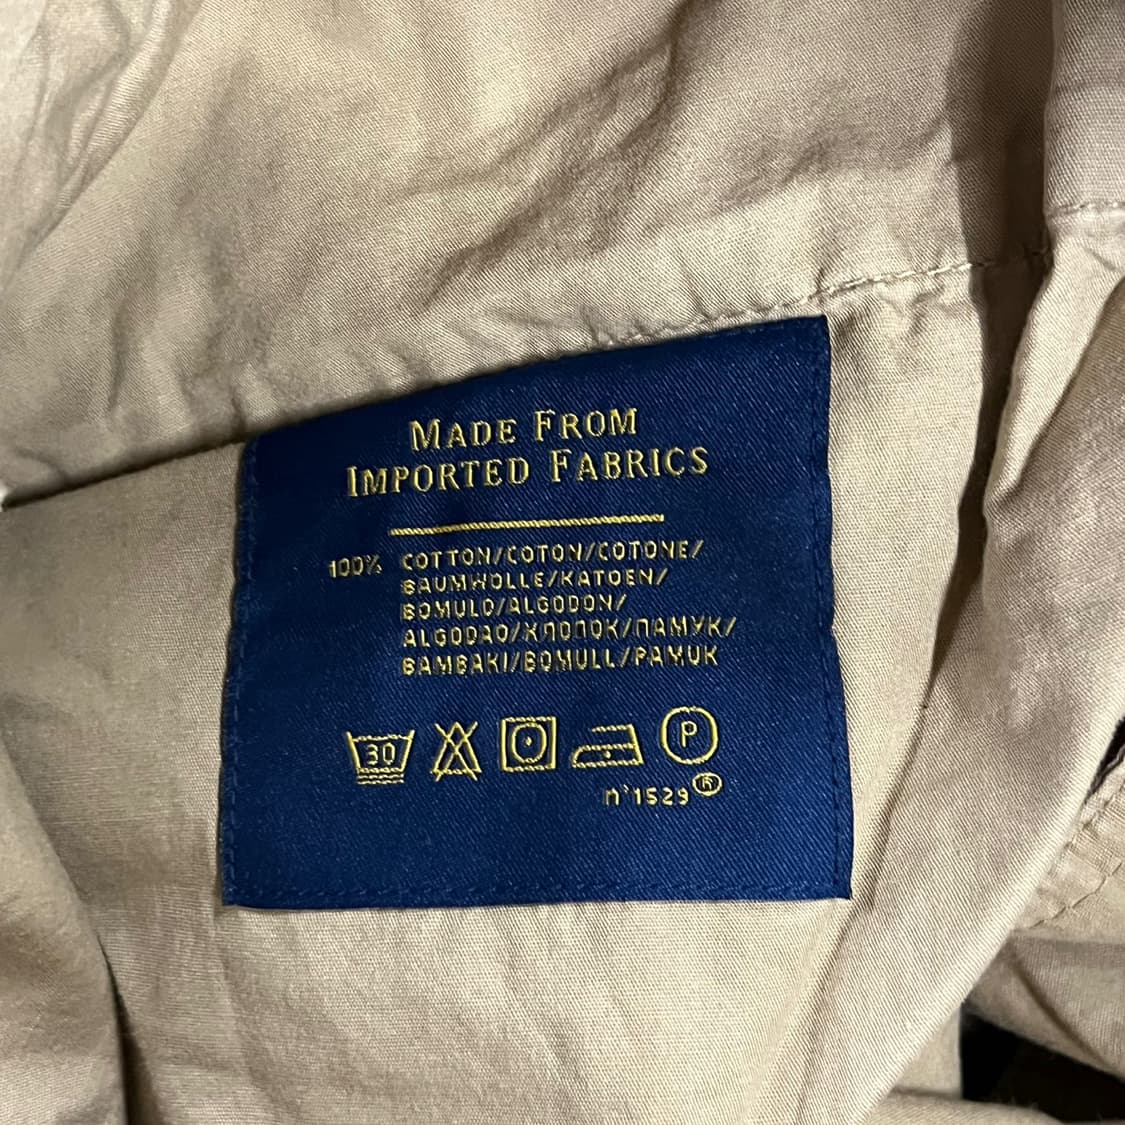 MADE FROM
IMPORTED FABRICS
100% COTTON/COTON/COTONE/
BAUMWOLLE/KATOEN/
BOMULD/ALGODON/
ALGODAO/ХЛОПОК/ПАМУК/
BAMBAKI/BOMULL/PAMUK
30 P
n°1529 ®